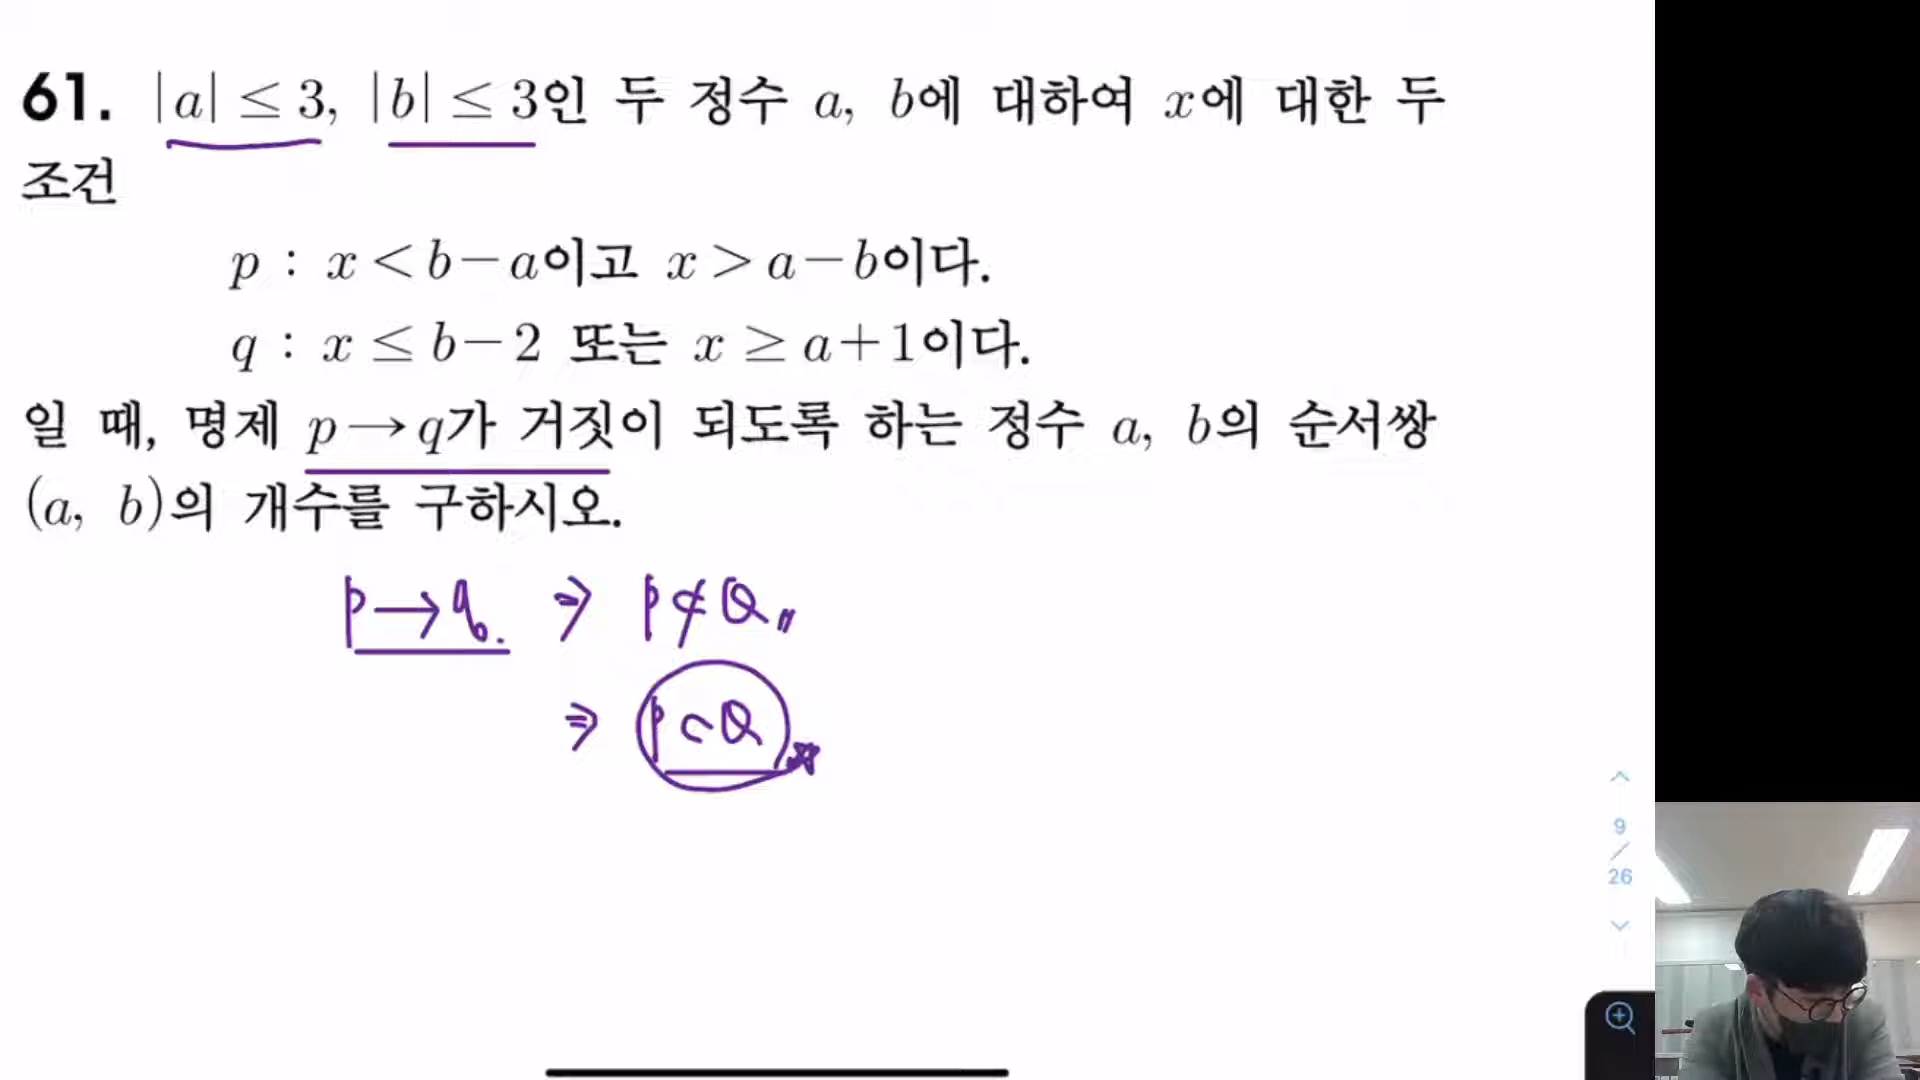 61. |a| ≤ 3, |b| ≤ 3인 두 정수 a, b에 대하여 x에 대한 두
조건
p : x < b − a이고 x > a − b이다.
q : x ≤ b − 2 또는 x ≥ a + 1이다.
일 때, 명제 p → q가 거짓이 되도록 하는 정수 a, b의 순서쌍
(a, b)의 개수를 구하시오.
p → q. ⇒ P ⊄ Q
⇒ P ⊂ Q
9
/
26